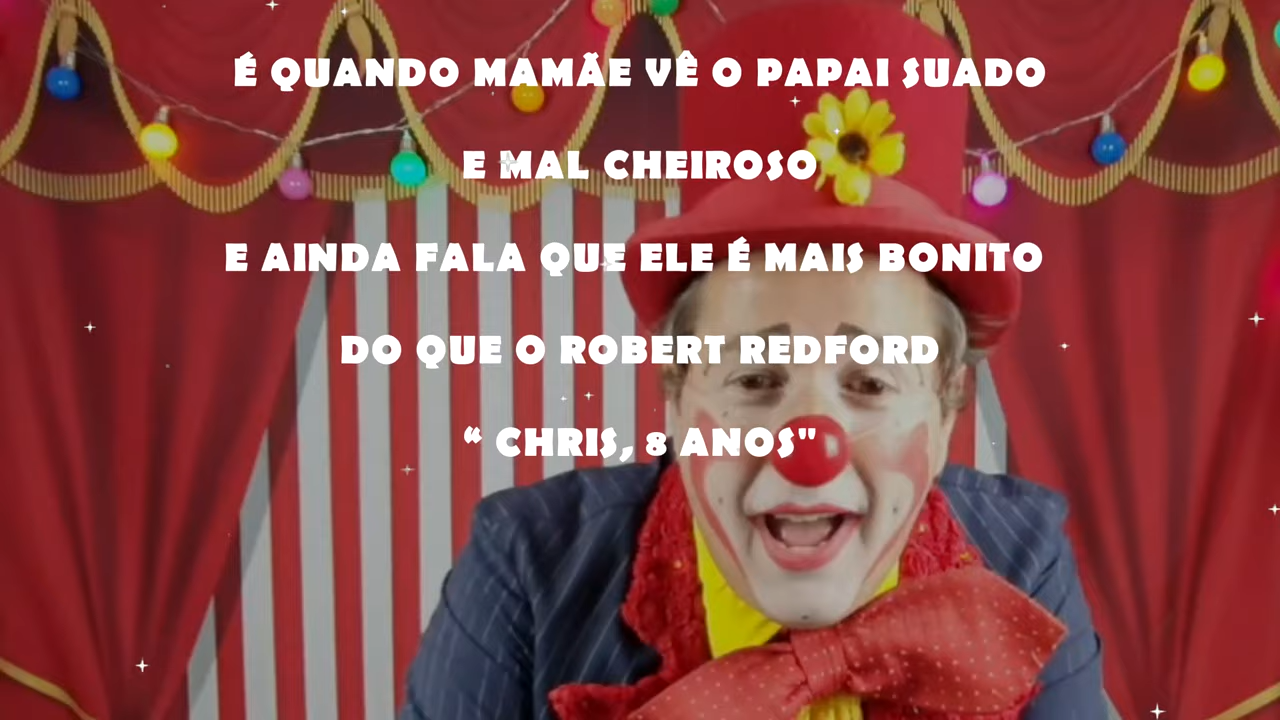 É QUANDO MAMÃE VÊ O PAPAI SUADO
E MAL CHEIROSO
E AINDA FALA QUE ELE É MAIS BONITO
DO QUE O ROBERT REDFORD
“ CHRIS, 8 ANOS"